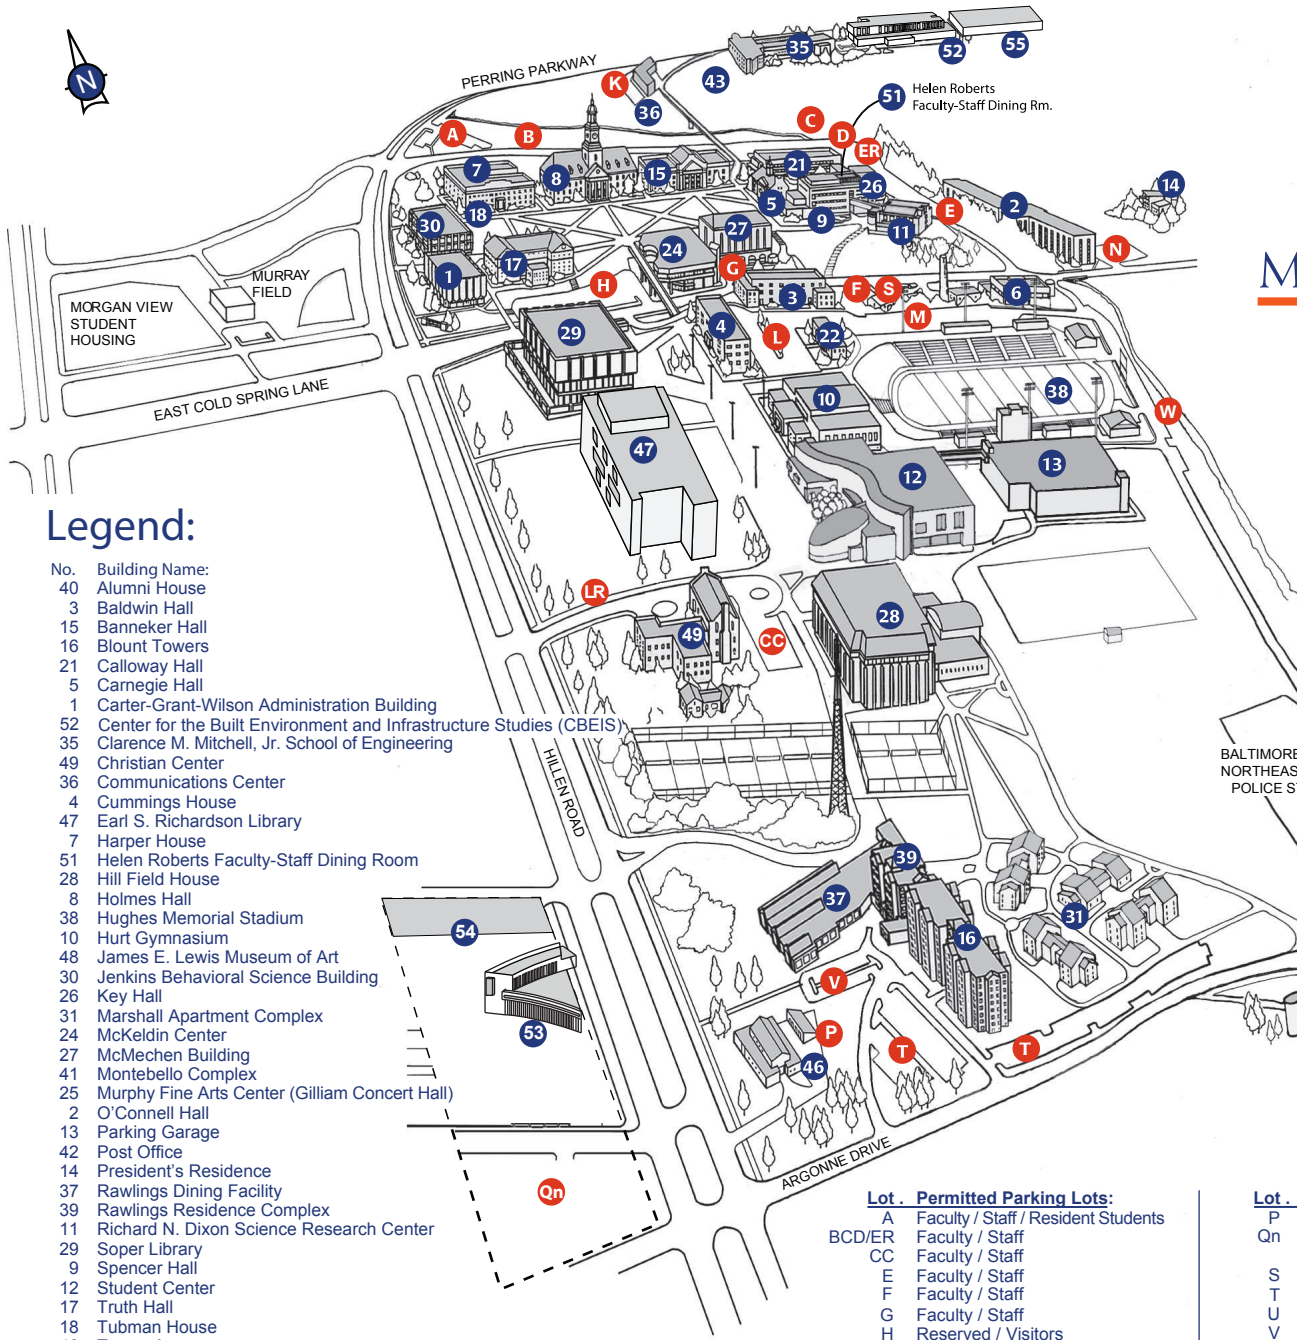 N
PERRING PARKWAY
K
36
43
35
52
55
51 Helen Roberts
Faculty-Staff Dining Rm.
A
B
C
D
ER
7
8
15
21
26
5
9
11
E
2
14
N
18
30
1
17
27
24
G
H
3
F
S
6
M
M
MURRAY
FIELD
MORGAN VIEW
STUDENT
HOUSING
29
4
L
22
EAST COLD SPRING LANE
10
38
W
47
12
13
LR
49
CC
28
HILLEN ROAD
BALTIMORE
NORTHEAS
POLICE S
39
37
16
31
54
53
V
P
46
T
T
ARGONNE DRIVE
Qn
Legend:
No. Building Name:
40 Alumni House
3 Baldwin Hall
15 Banneker Hall
16 Blount Towers
21 Calloway Hall
5 Carnegie Hall
1 Carter-Grant-Wilson Administration Building
52 Center for the Built Environment and Infrastructure Studies (CBEIS)
35 Clarence M. Mitchell, Jr. School of Engineering
49 Christian Center
36 Communications Center
4 Cummings House
47 Earl S. Richardson Library
7 Harper House
51 Helen Roberts Faculty-Staff Dining Room
28 Hill Field House
8 Holmes Hall
38 Hughes Memorial Stadium
10 Hurt Gymnasium
48 James E. Lewis Museum of Art
30 Jenkins Behavioral Science Building
26 Key Hall
31 Marshall Apartment Complex
24 McKeldin Center
27 McMechen Building
41 Montebello Complex
25 Murphy Fine Arts Center (Gilliam Concert Hall)
2 O'Connell Hall
13 Parking Garage
42 Post Office
14 President's Residence
37 Rawlings Dining Facility
39 Rawlings Residence Complex
11 Richard N. Dixon Science Research Center
29 Soper Library
9 Spencer Hall
12 Student Center
17 Truth Hall
18 Tubman House
Lot . Permitted Parking Lots:
A Faculty / Staff / Resident Students
BCD/ER Faculty / Staff
CC Faculty / Staff
E Faculty / Staff
F Faculty / Staff
G Faculty / Staff
H Reserved / Visitors
Lot .
P
Qn
S
T
U
V